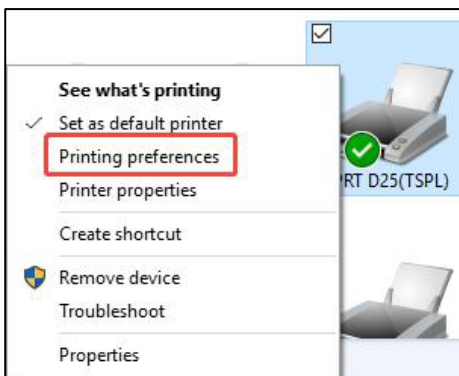 See what's printing
Set as default printer
Printing preferences
RT D25(TSPL)
Printer properties
Create shortcut
Remove device
Troubleshoot
Properties